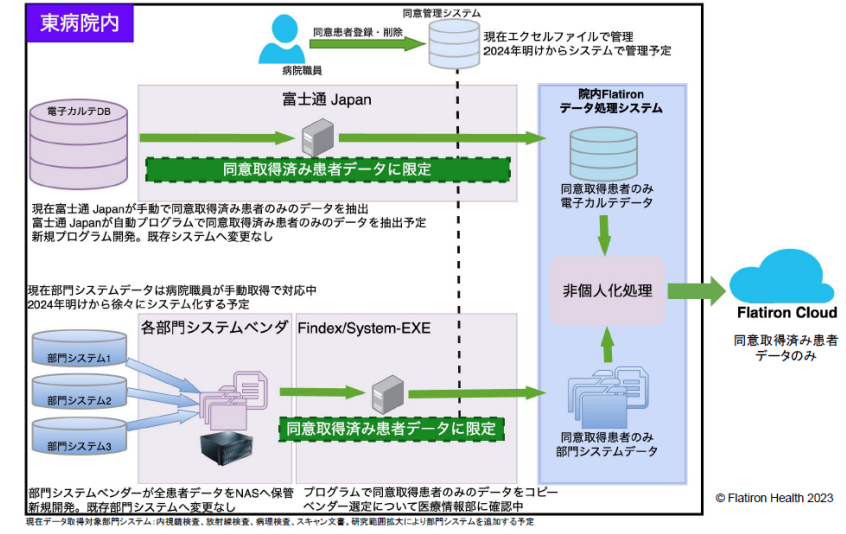 東病院内
同意管理システム
同意患者登録・削除
病院職員
現在エクセルファイルで管理
2024年明けからシステムで管理予定
電子カルテDB
富士通 Japan
同意取得済み患者データに限定
院内Flatiron
データ処理システム
同意取得患者のみ
電子カルテデータ
現在富士通 Japanが手動で同意取得済み患者のみのデータを抽出
富士通 Japanが自動プログラムで同意取得済み患者のみのデータを抽出予定
新規プログラム開発。既存システムへ変更なし
非個人化処理
Flatiron Cloud
同意取得済み患者
データのみ
現在部門システムデータは病院職員が手動取得で対応中
2024年明けから徐々にシステム化する予定
各部門システムベンダ
Findex/System-EXE
部門システム1
部門システム2
部門システム3
同意取得済み患者データに限定
同意取得患者のみ
部門システムデータ
部門システムベンダーが全患者データをNASへ保管
新規開発。既存部門システムへ変更なし
プログラムで同意取得患者のみのデータをコピー
ベンダー選定について医療情報部に確認中
© Flatiron Health 2023
現在データ取得対象部門システム:内視鏡検査、放射線検査、病理検査、スキャン文書。研究範囲拡大により部門システムを追加する予定